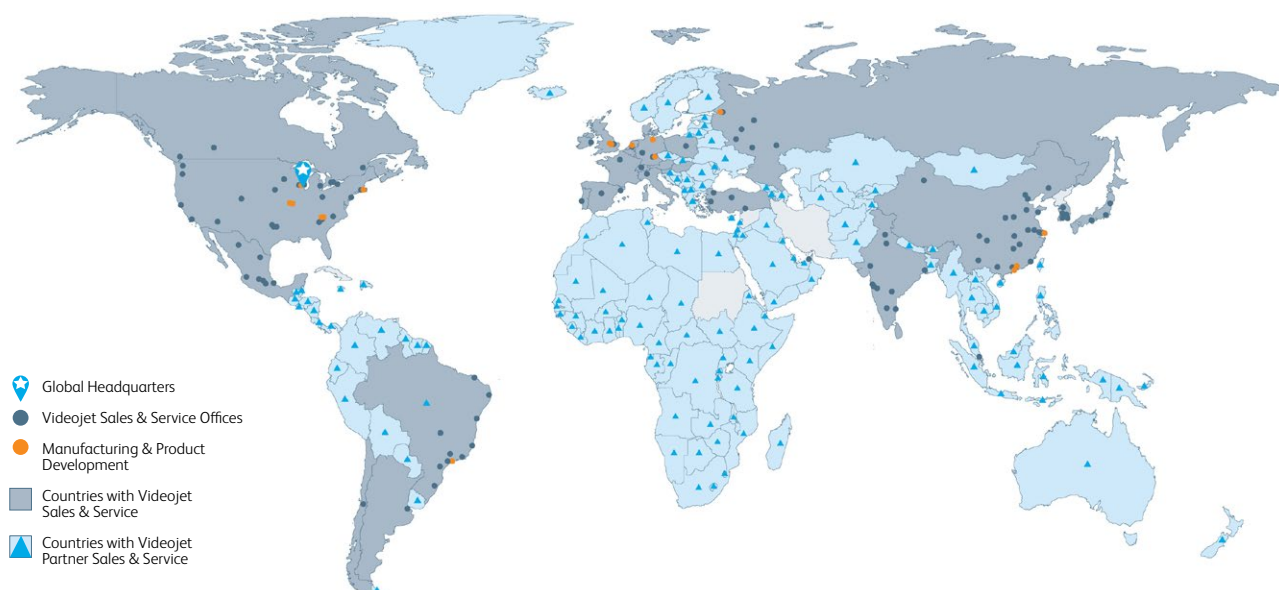 Global Headquarters
Videojet Sales & Service Offices
Manufacturing & Product
Development
Countries with Videojet
Sales & Service
Countries with Videojet
Partner Sales & Service